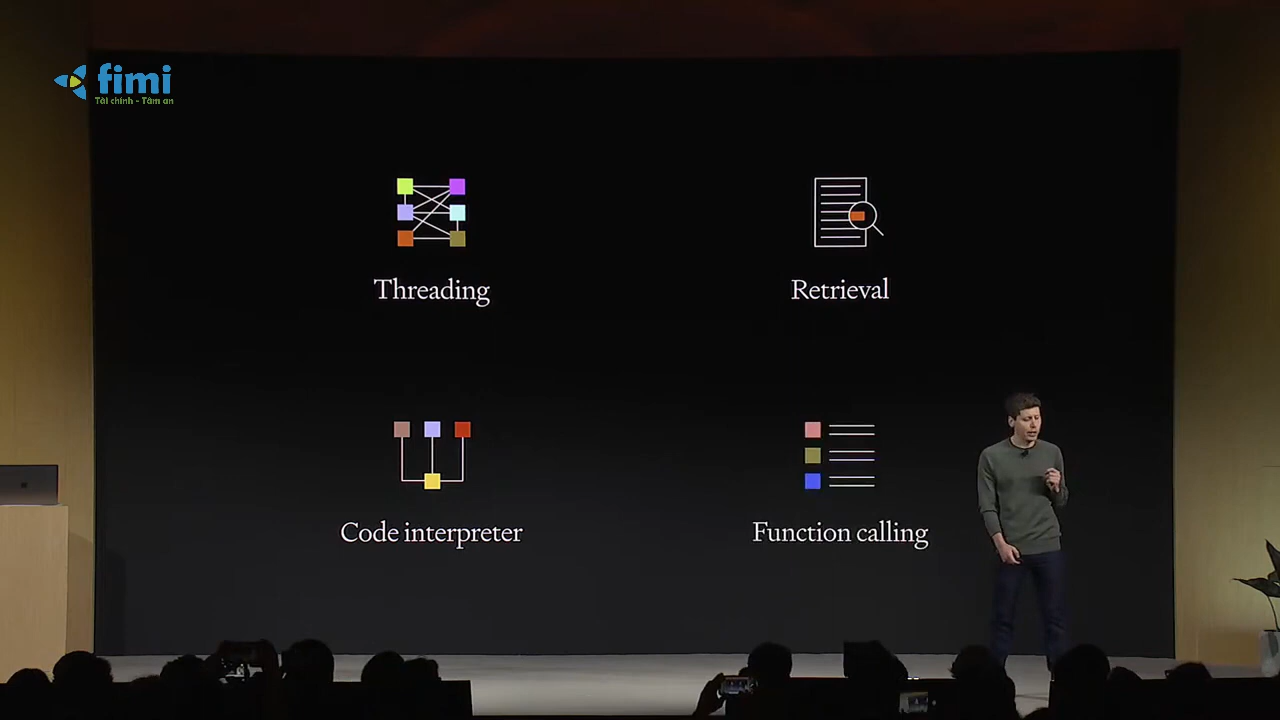 fimi
Tài chính - Tâm an
Threading
Retrieval
Code interpreter
Function calling